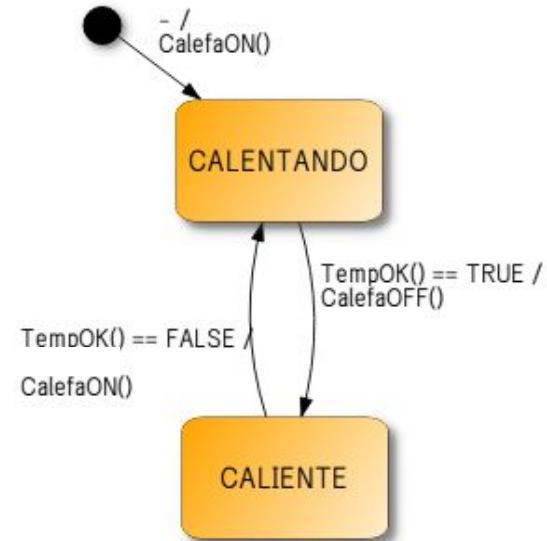 - /
CalefaON()
CALENTANDO
TempOK() == TRUE /
CalefaOFF()
TempOK() == FALSE /
CalefaON()
CALIENTE